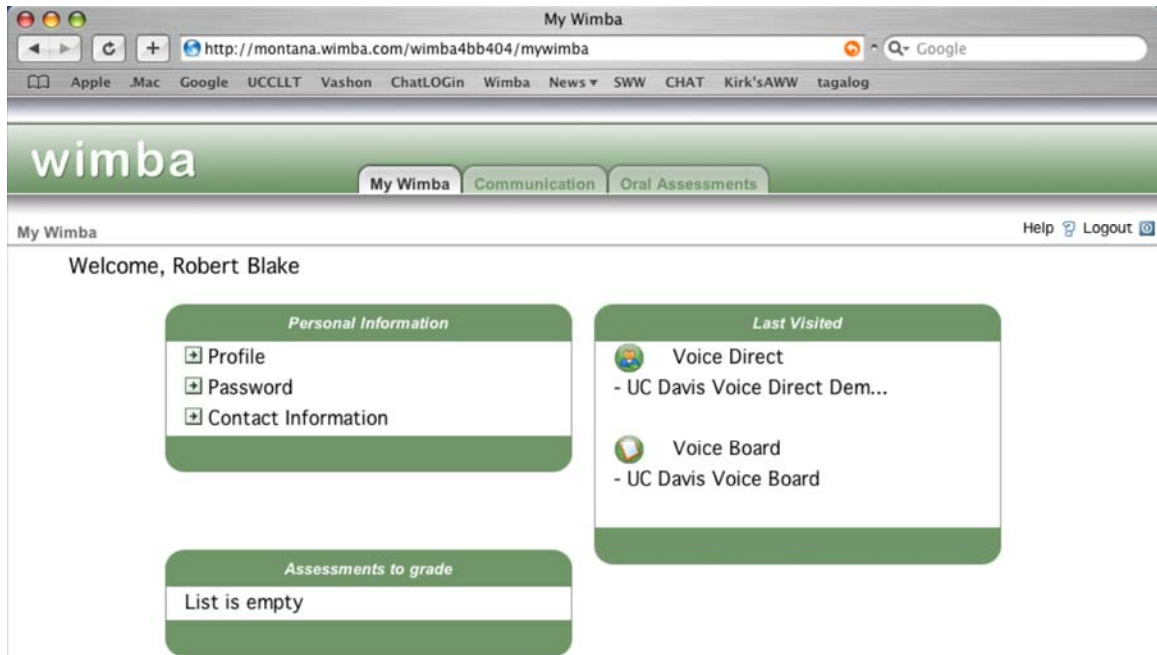 My Wimba
http://montana.wimba.com/wimba4bb404/mywimba
Google
Apple .Mac Google UCCLLT Vashon ChatLOGin Wimba News SWW CHAT Kirk'sAWW tagalog
wimba
My Wimba Communication Oral Assessments
My Wimba
Help Logout
Welcome, Robert Blake
Personal Information
Profile
Password
Contact Information
Last Visited
Voice Direct
- UC Davis Voice Direct Dem...
Voice Board
- UC Davis Voice Board
Assessments to grade
List is empty